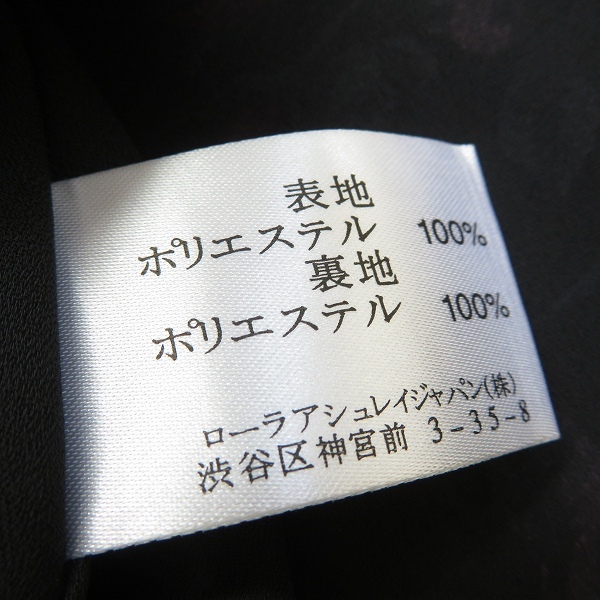 表地
ポリエステル 100%
裏地
ポリエステル 100%
ローラアシュレイジャパン(株)
渋谷区神宮前 3-35-8